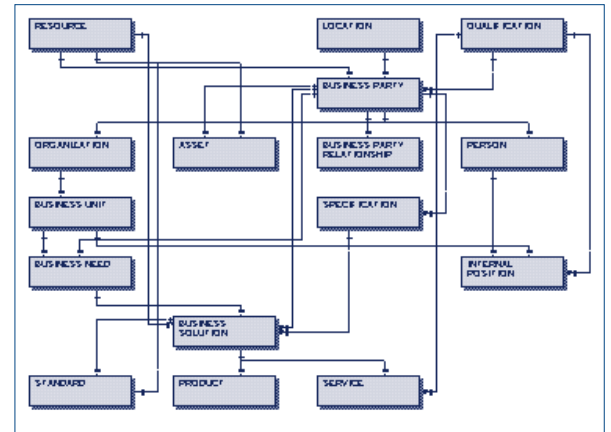 RESOURCE
LOCATION
QUALIFICATION
BUSINESS PARTY
ORGANIZATION
ASSET
BUSINESS PARTY
RELATIONSHIP
PERSON
BUSINESS UNIT
SPECIFICATION
BUSINESS NEED
INTERNAL
POSITION
BUSINESS
SOLUTION
STANDARD
PRODUCT
SERVICE